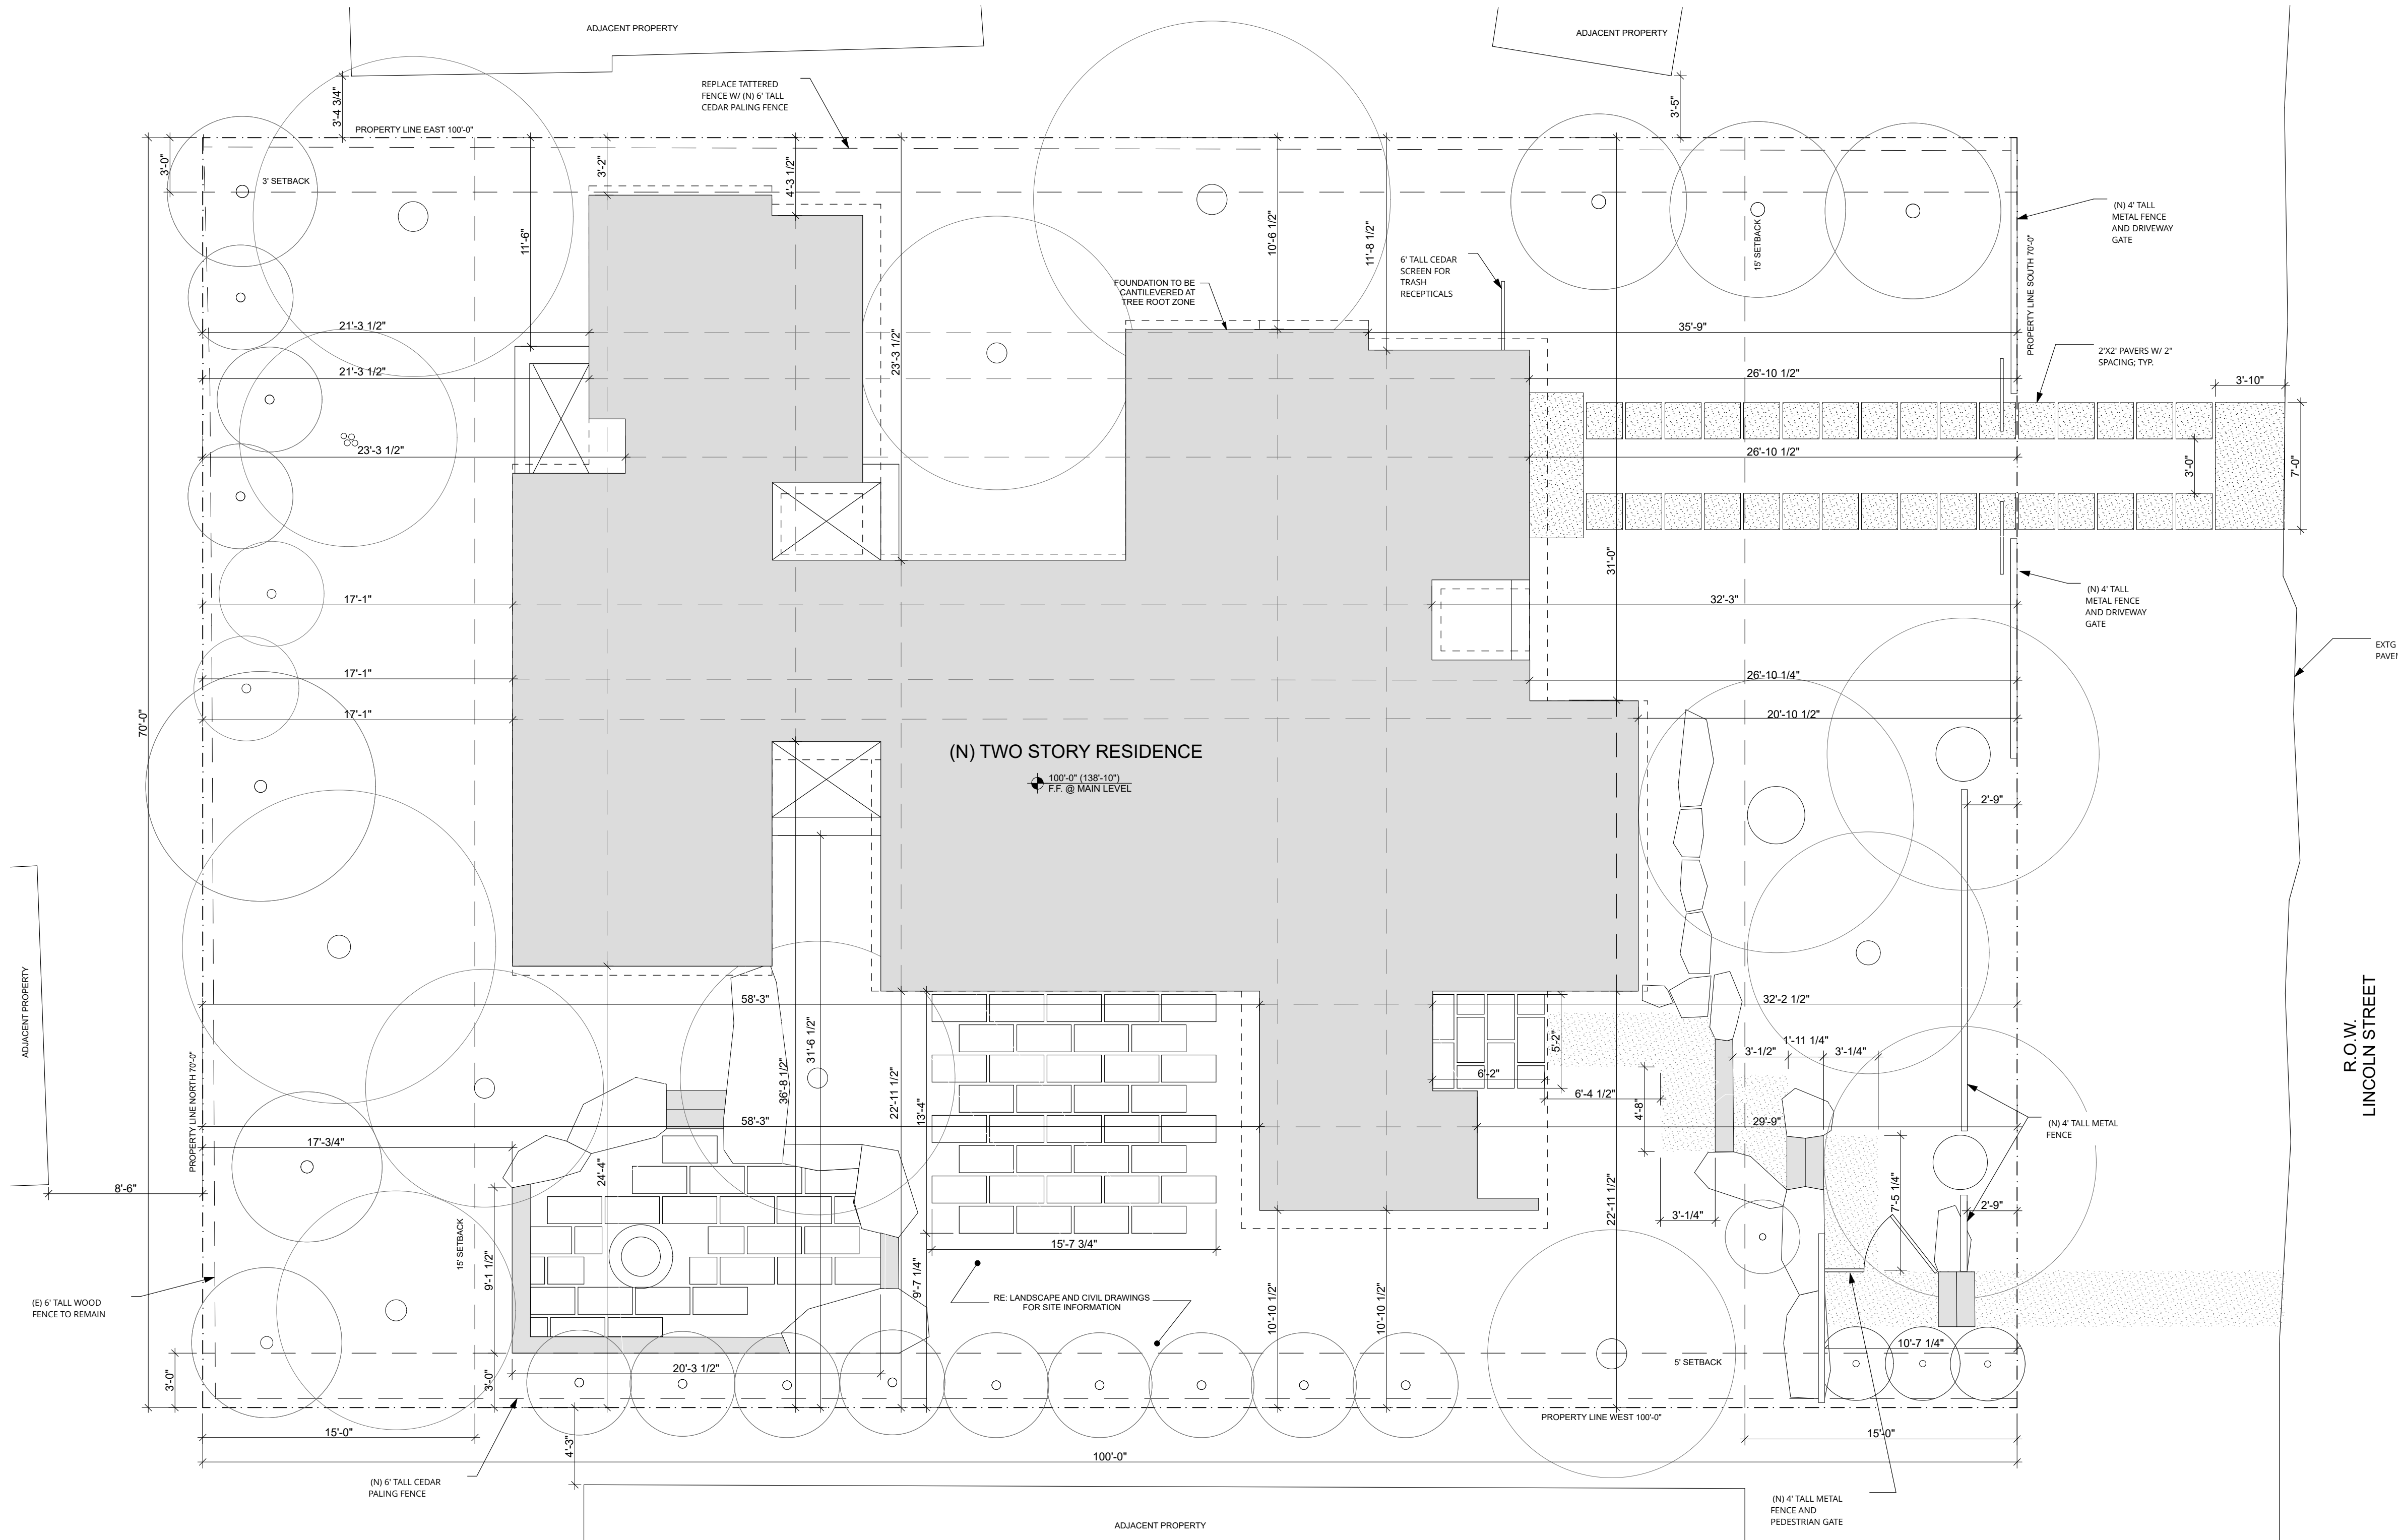 ADJACENT PROPERTY
ADJACENT PROPERTY
REPLACE TATTERED
FENCE W/ (N) 6' TALL
CEDAR PALING FENCE
3'-4 3/4"
3'-5"
PROPERTY LINE EAST 100'-0"
3'-0"
3' SETBACK
3'-2"
4'-3 1/2"
11'-6"
10'-6 1/2"
11'-8 1/2"
15' SETBACK
(N) 4' TALL
METAL FENCE
AND DRIVEWAY
GATE
PROPERTY LINE SOUTH 70'-0"
6' TALL CEDAR
SCREEN FOR
TRASH
RECEPTICALS
FOUNDATION TO BE
CANTILEVERED AT
TREE ROOT ZONE
21'-3 1/2"
23'-3 1/2"
35'-9"
2'X2' PAVERS W/ 2"
SPACING; TYP.
21'-3 1/2"
26'-10 1/2"
3'-10"
23'-3 1/2"
26'-10 1/2"
3'-0"
7'-0"
31'-0"
17'-1"
32'-3"
(N) 4' TALL
METAL FENCE
AND DRIVEWAY
GATE
EXTG
17'-1"
26'-10 1/4"
70'-0"
17'-1"
20'-10 1/2"
(N) TWO STORY RESIDENCE
100'-0" (138'-10")
F.F. @ MAIN LEVEL
2'-9"
ADJACENT PROPERTY
58'-3"
32'-2 1/2"
R.O.W.
LINCOLN STREET
31'-6 1/2"
36'-8 1/2"
22'-11 1/2"
13'-4"
5'-2"
1'-11 1/4"
3'-1/2"
3'-1/4"
6'-2"
6'-4 1/2"
4'-8"
PROPERTY LINE NORTH 70'-0"
58'-3"
29'-9"
(N) 4' TALL METAL
FENCE
17'-3/4"
24'-4"
8'-6"
22'-11 1/2"
7'-5 1/4"
2'-9"
3'-1/4"
15' SETBACK
15'-7 3/4"
9'-1 1/2"
9'-7 1/4"
(E) 6' TALL WOOD
FENCE TO REMAIN
RE: LANDSCAPE AND CIVIL DRAWINGS
FOR SITE INFORMATION
10'-10 1/2"
10'-10 1/2"
10'-7 1/4"
5' SETBACK
20'-3 1/2"
3'-0"
3'-0"
PROPERTY LINE WEST 100'-0"
15'-0"
4'-3"
15'-0"
100'-0"
(N) 6' TALL CEDAR
PALING FENCE
(N) 4' TALL METAL
FENCE AND
PEDESTRIAN GATE
ADJACENT PROPERTY